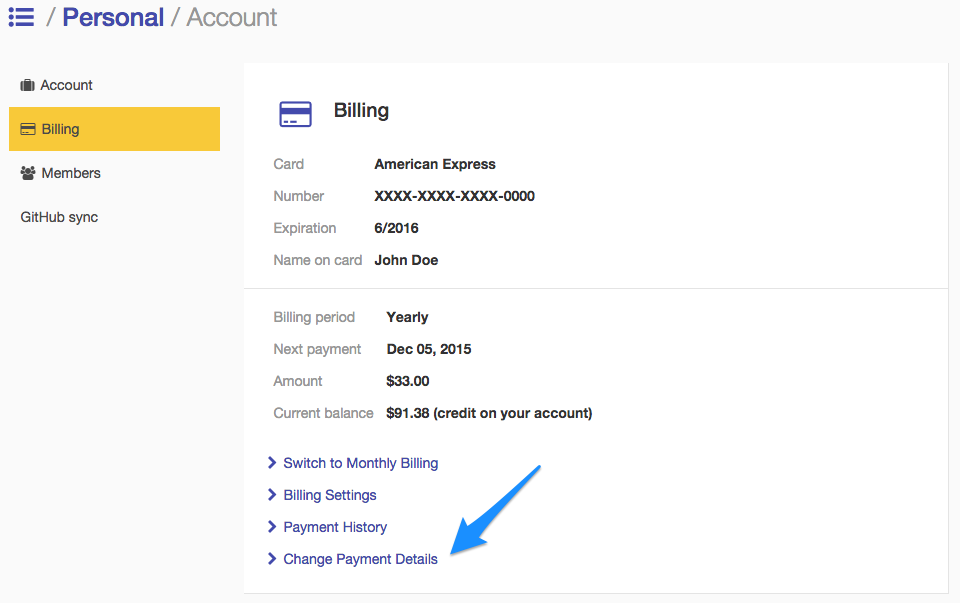 / Personal / Account
Account
Billing
Members
GitHub sync
Billing
Card American Express
Number XXXX-XXXX-XXXX-0000
Expiration 6/2016
Name on card John Doe
Billing period Yearly
Next payment Dec 05, 2015
Amount $33.00
Current balance $91.38 (credit on your account)
Switch to Monthly Billing
Billing Settings
Payment History
Change Payment Details